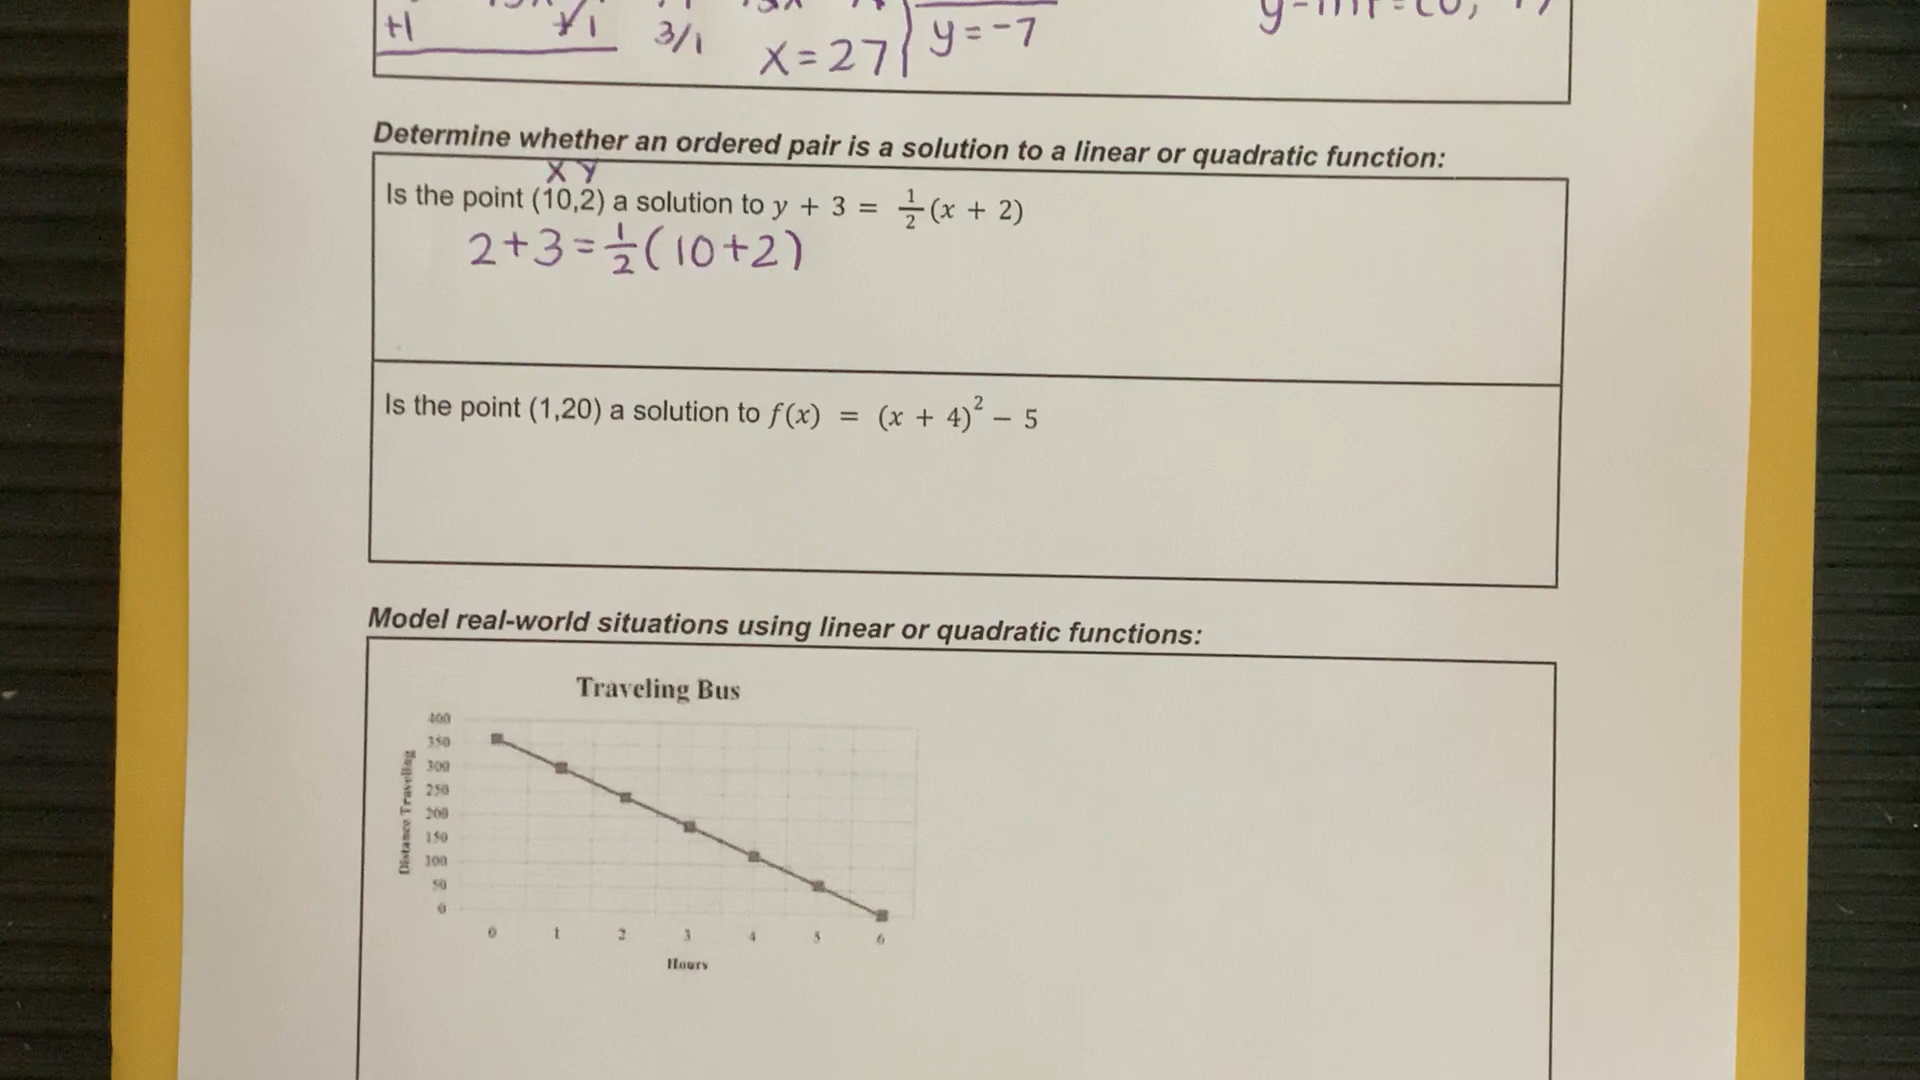 +1 +/1 3/1 x=27 y=-7
Determine whether an ordered pair is a solution to a linear or quadratic function:
X Y
Is the point (10,2) a solution to y + 3 = 1/2 (x + 2)
2+3=1/2(10+2)
Is the point (1,20) a solution to f(x) = (x + 4)² − 5
Model real-world situations using linear or quadratic functions:
Traveling Bus
400
350
300
250
200
150
100
50
0
Distance Traveling
0 1 2 3 4 5 6
Hours